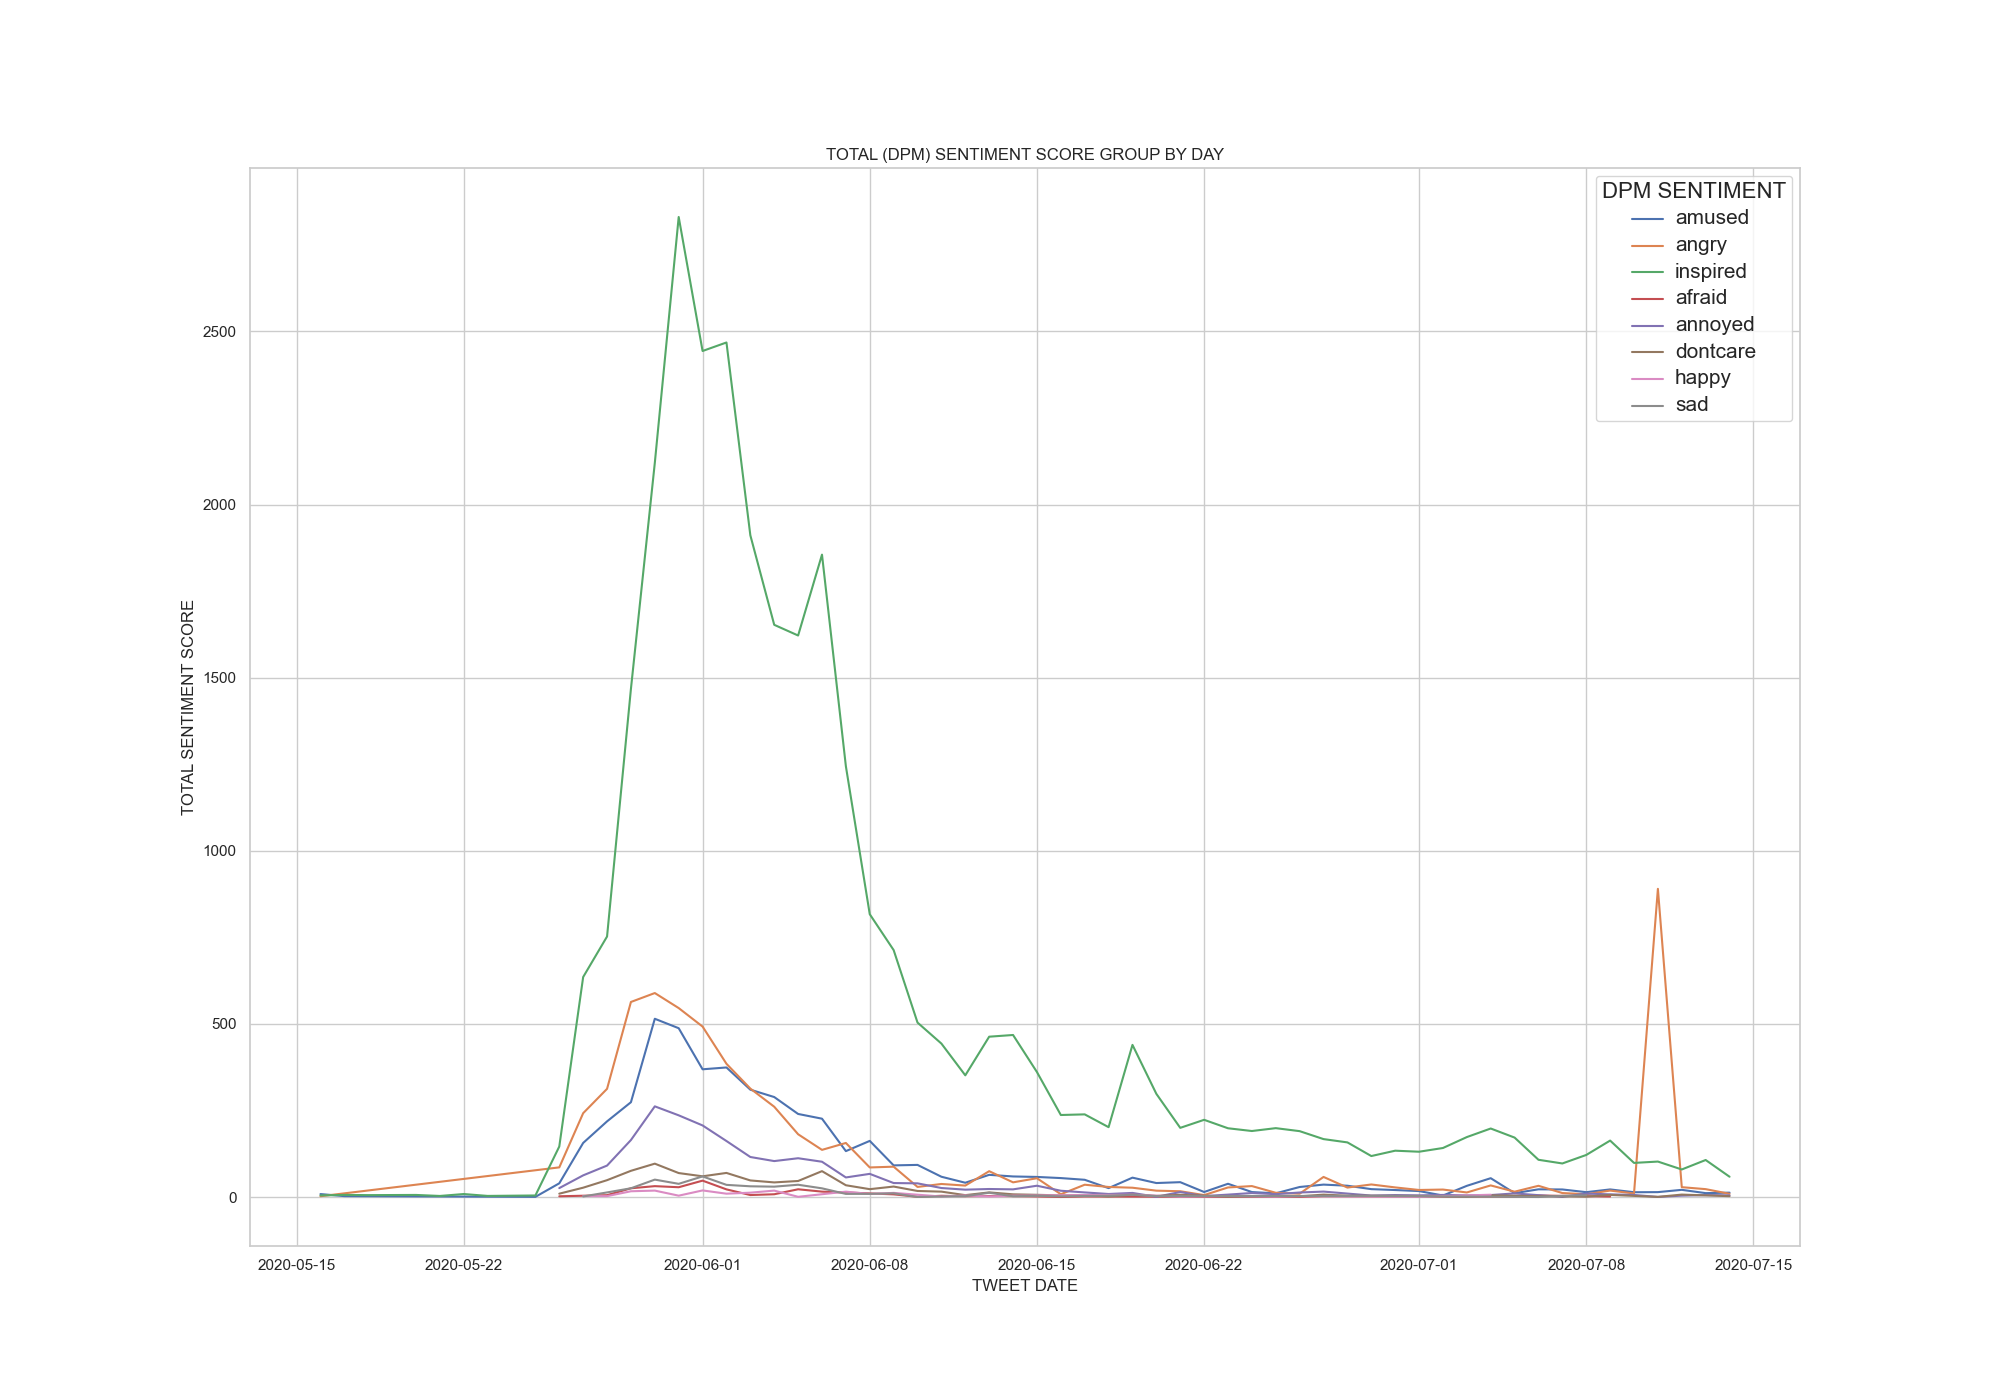 TOTAL (DPM) SENTIMENT SCORE GROUP BY DAY
DPM SENTIMENT
amused
angry
inspired
afraid
annoyed
dontcare
happy
sad
TOTAL SENTIMENT SCORE
2500
2000
1500
1000
500
0
2020-05-15 2020-05-22 2020-06-01 2020-06-08 2020-06-15 2020-06-22 2020-07-01 2020-07-08 2020-07-15
TWEET DATE